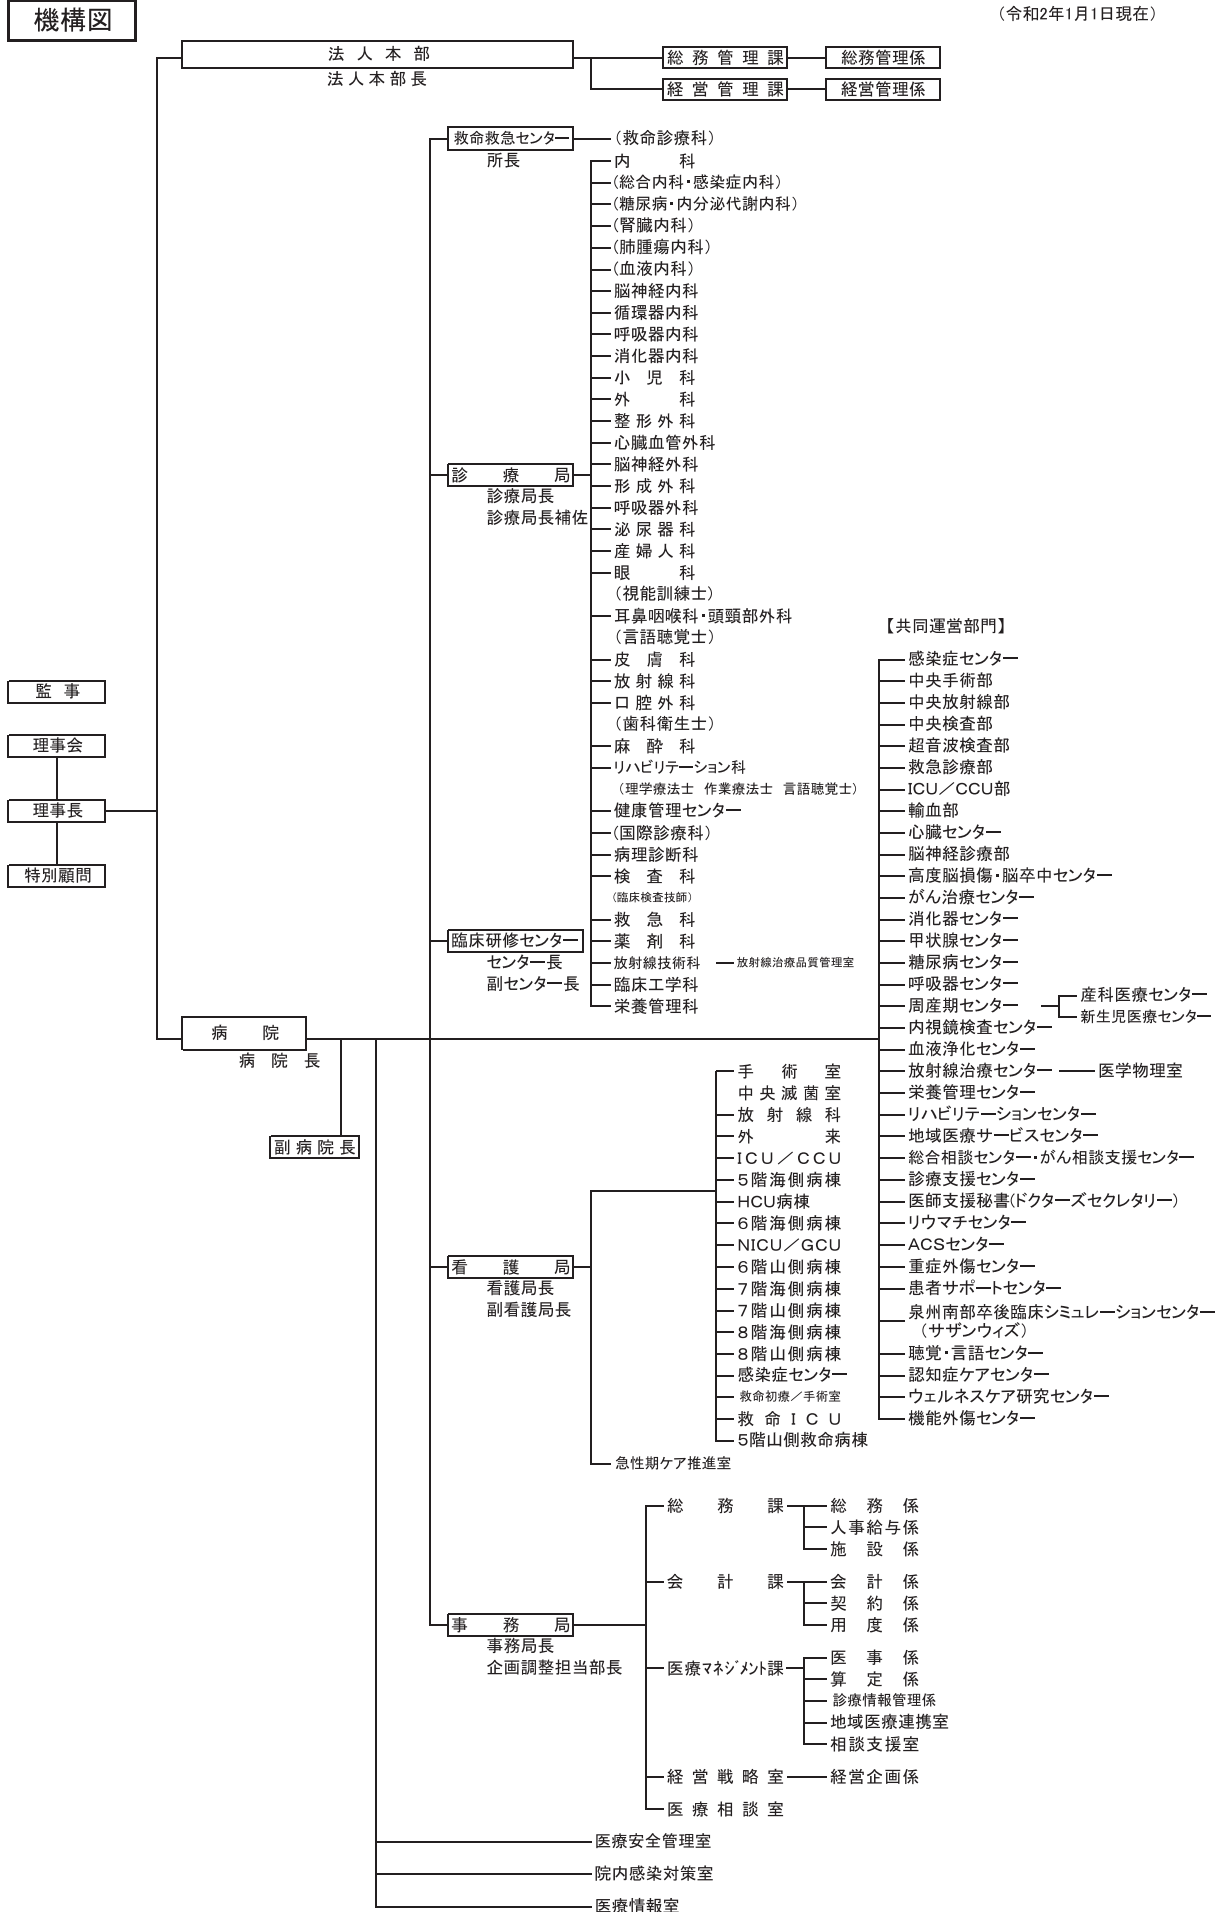 機構図
（令和2年1月1日現在）
法人本部
法人本部長
総務管理課
総務管理係
経営管理課
経営管理係
救命救急センター
所長
（救命診療科）
内科
（総合内科・感染症内科）
（糖尿病・内分泌代謝内科）
（腎臓内科）
（肺腫瘍内科）
（血液内科）
脳神経内科
循環器内科
呼吸器内科
消化器内科
小児科
外科
整形外科
心臓血管外科
脳神経外科
診療局
診療局長
診療局長補佐
形成外科
呼吸器外科
泌尿器科
産婦人科
眼科
（視能訓練士）
耳鼻咽喉科・頭頸部外科
（言語聴覚士）
皮膚科
放射線科
口腔外科
（歯科衛生士）
麻酔科
リハビリテーション科
（理学療法士 作業療法士 言語聴覚士）
健康管理センター
（国際診療科）
病理診断科
検査科
（臨床検査技師）
救急科
薬剤科
放射線技術科
放射線治療品質管理室
臨床工学科
栄養管理科
臨床研修センター
センター長
副センター長
監事
理事会
理事長
特別顧問
病院
病院長
副病院長
【共同運営部門】
感染症センター
中央手術部
中央放射線部
中央検査部
超音波検査部
救急診療部
ICU／CCU部
輸血部
心臓センター
脳神経診療部
高度脳損傷・脳卒中センター
がん治療センター
消化器センター
甲状腺センター
糖尿病センター
呼吸器センター
周産期センター
産科医療センター
新生児医療センター
内視鏡検査センター
血液浄化センター
放射線治療センター
医学物理室
栄養管理センター
リハビリテーションセンター
地域医療サービスセンター
総合相談センター・がん相談支援センター
診療支援センター
医師支援秘書（ドクターズセクレタリー）
リウマチセンター
ACSセンター
重症外傷センター
患者サポートセンター
泉州南部卒後臨床シミュレーションセンター
（サザンウィズ）
聴覚・言語センター
認知症ケアセンター
ウェルネスケア研究センター
機能外傷センター
看護局
看護局長
副看護局長
手術室
中央滅菌室
放射線科
外来
ICU／CCU
5階海側病棟
HCU病棟
6階海側病棟
NICU／GCU
6階山側病棟
7階海側病棟
7階山側病棟
8階海側病棟
8階山側病棟
感染症センター
救命初療／手術室
救命ICU
5階山側救命病棟
急性期ケア推進室
事務局
事務局長
企画調整担当部長
総務課
総務係
人事給与係
施設係
会計課
会計係
契約係
用度係
医療マネジメント課
医事係
算定係
診療情報管理係
地域医療連携室
相談支援室
経営戦略室
経営企画係
医療相談室
医療安全管理室
院内感染対策室
医療情報室